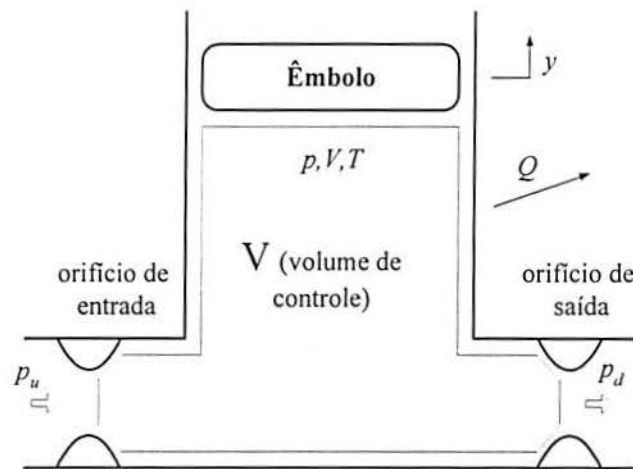 Êmbolo
y
p,V,T
Q
V (volume de
controle)
orifício de
entrada
orifício de
saída
p_u
p_d